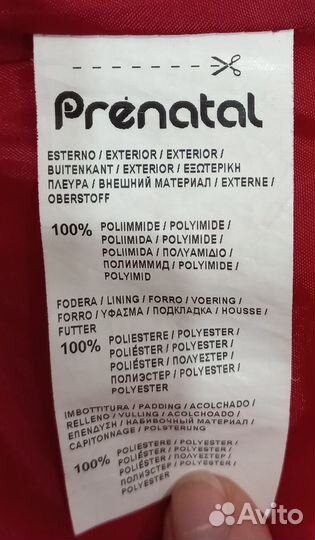 Prénatal
ESTERNO / EXTERIOR / EXTERIOR /
BUITENKANT / EXTERIOR / ΕΞΩΤΕΡΙΚΗ
ΠΛΕΥΡΑ / ВНЕШНИЙ МАТЕРИАЛ / EXTERNE /
OBERSTOFF
100% POLIIMMIDE / POLYIMIDE /
POLIIMIDA / POLYIMIDE /
POLIIMIDA / ΠΟΛΥΑΜΙΔΙΟ /
ПОЛИИММИД / POLYIMIDE /
POLYIMID
FODERA / LINING / FORRO / VOERING /
FORRO / ΥΦΑΣΜΑ / ПОДКЛАДКА / HOUSSE /
FUTTER
100% POLIESTERE / POLYESTER /
POLIÉSTER / POLYESTER /
POLIÉSTER / ΠΟΛΥΕΣΤΕΡ /
ПОЛИЭСТЕР / POLYESTER /
POLYESTER
IMBOTTITURA / PADDING / ACOLCHADO /
RELLENO / VULLING / ACOLCHOADO /
ΕΠΕΝΔΥΣΗ / НАБИВОЧНЫЙ МАТЕРИАЛ /
CAPITONNAGE / POLSTERUNG
100% POLIESTERE / POLYESTER /
POLIÉSTER / POLYESTER /
POLIÉSTER / ΠΟΛΥΕΣΤΕΡ /
ПОЛИЭСТЕР / POLYESTER /
POLYESTER
Avito